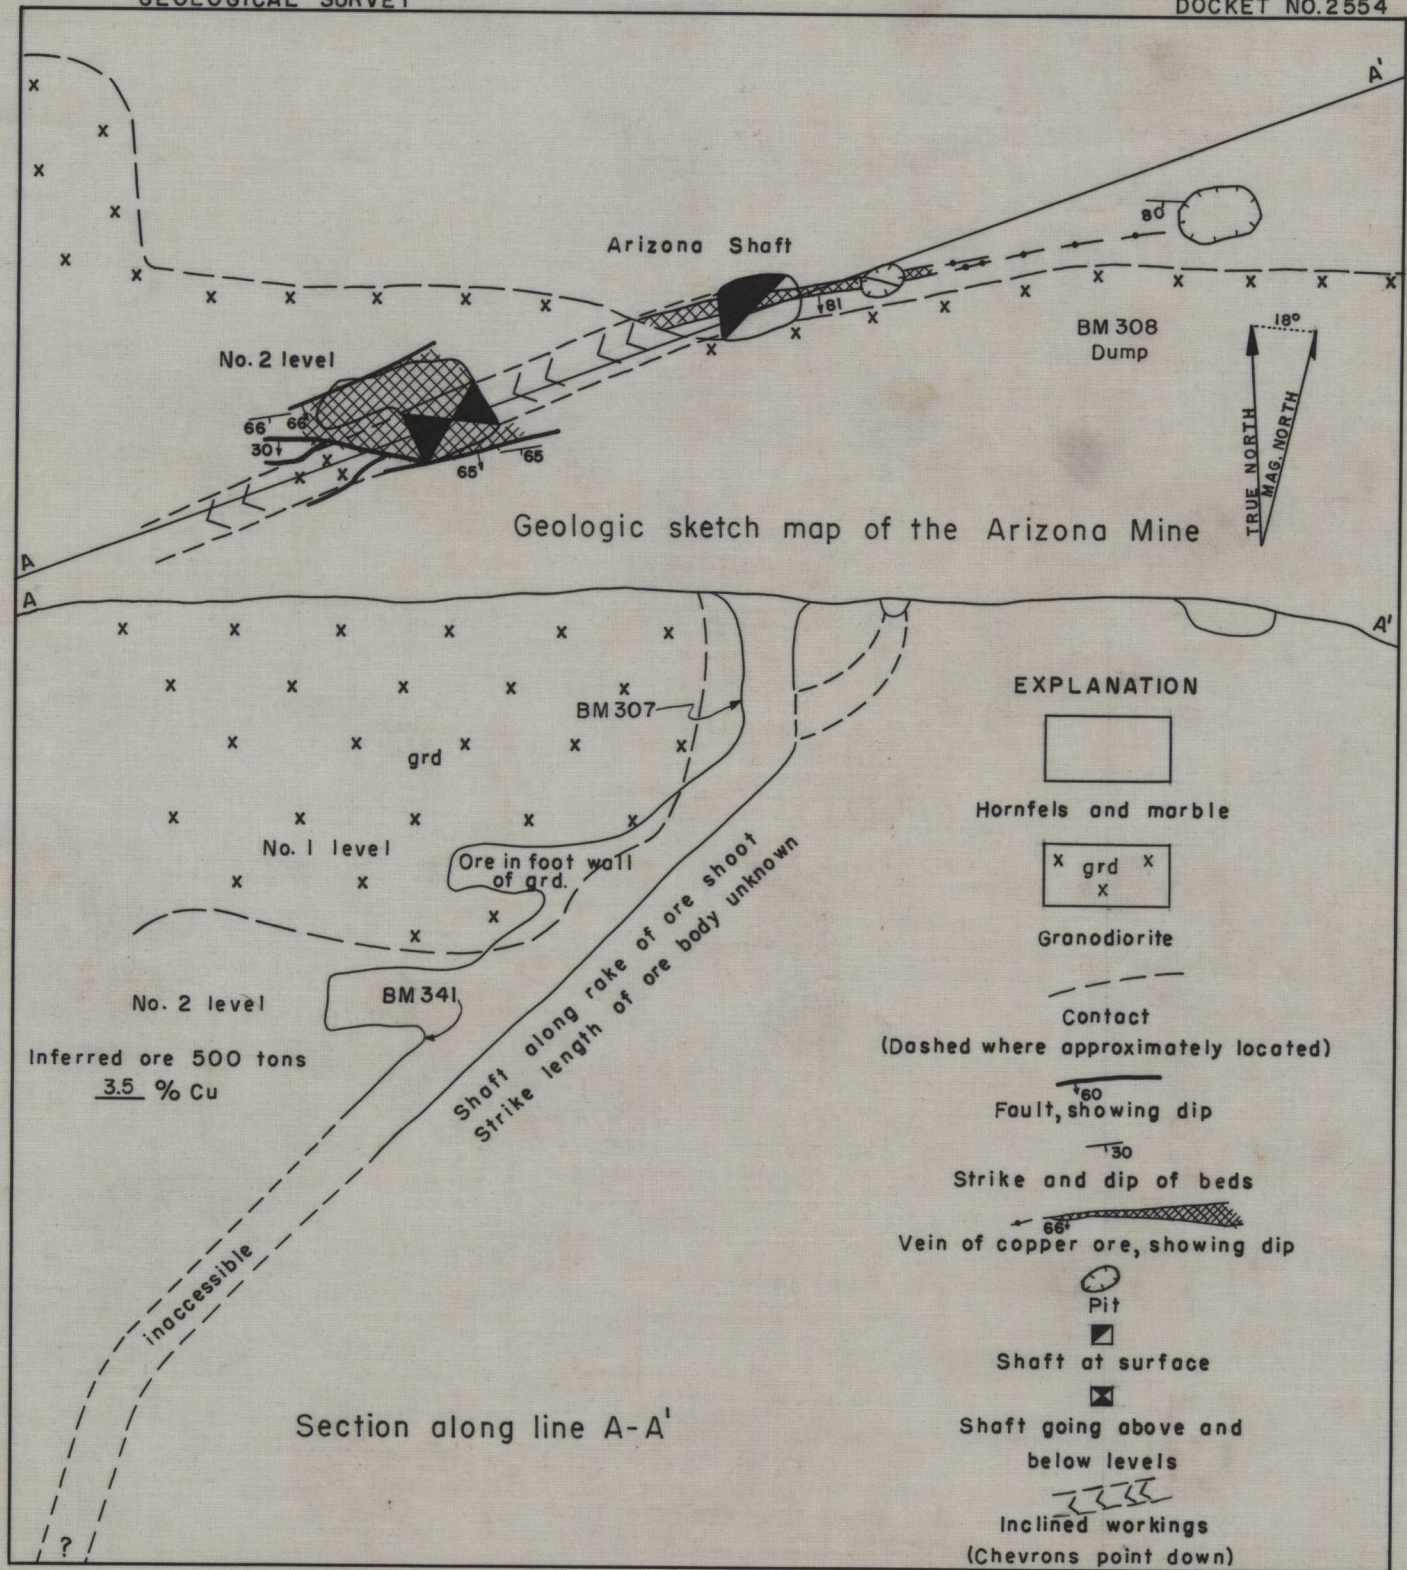 GEOLOGICAL SURVEY
DOCKET NO. 2554
A'
80
Arizona Shaft
81
BM 308
Dump
18°
TRUE NORTH
MAG. NORTH
No. 2 level
66
66
30
65
65
A
Geologic sketch map of the Arizona Mine
A
A'
BM 307
grd
No. 1 level
Ore in foot wall
of grd.
No. 2 level
BM 341
Inferred ore 500 tons
3.5 % Cu
Shaft along rake of ore shoot
Strike length of ore body unknown
inaccessible
?
Section along line A-A'
EXPLANATION
Hornfels and marble
x grd x
x
Granodiorite
Contact
(Dashed where approximately located)
60
Fault, showing dip
30
Strike and dip of beds
66
Vein of copper ore, showing dip
Pit
Shaft at surface
Shaft going above and
below levels
Inclined workings
(Chevrons point down)